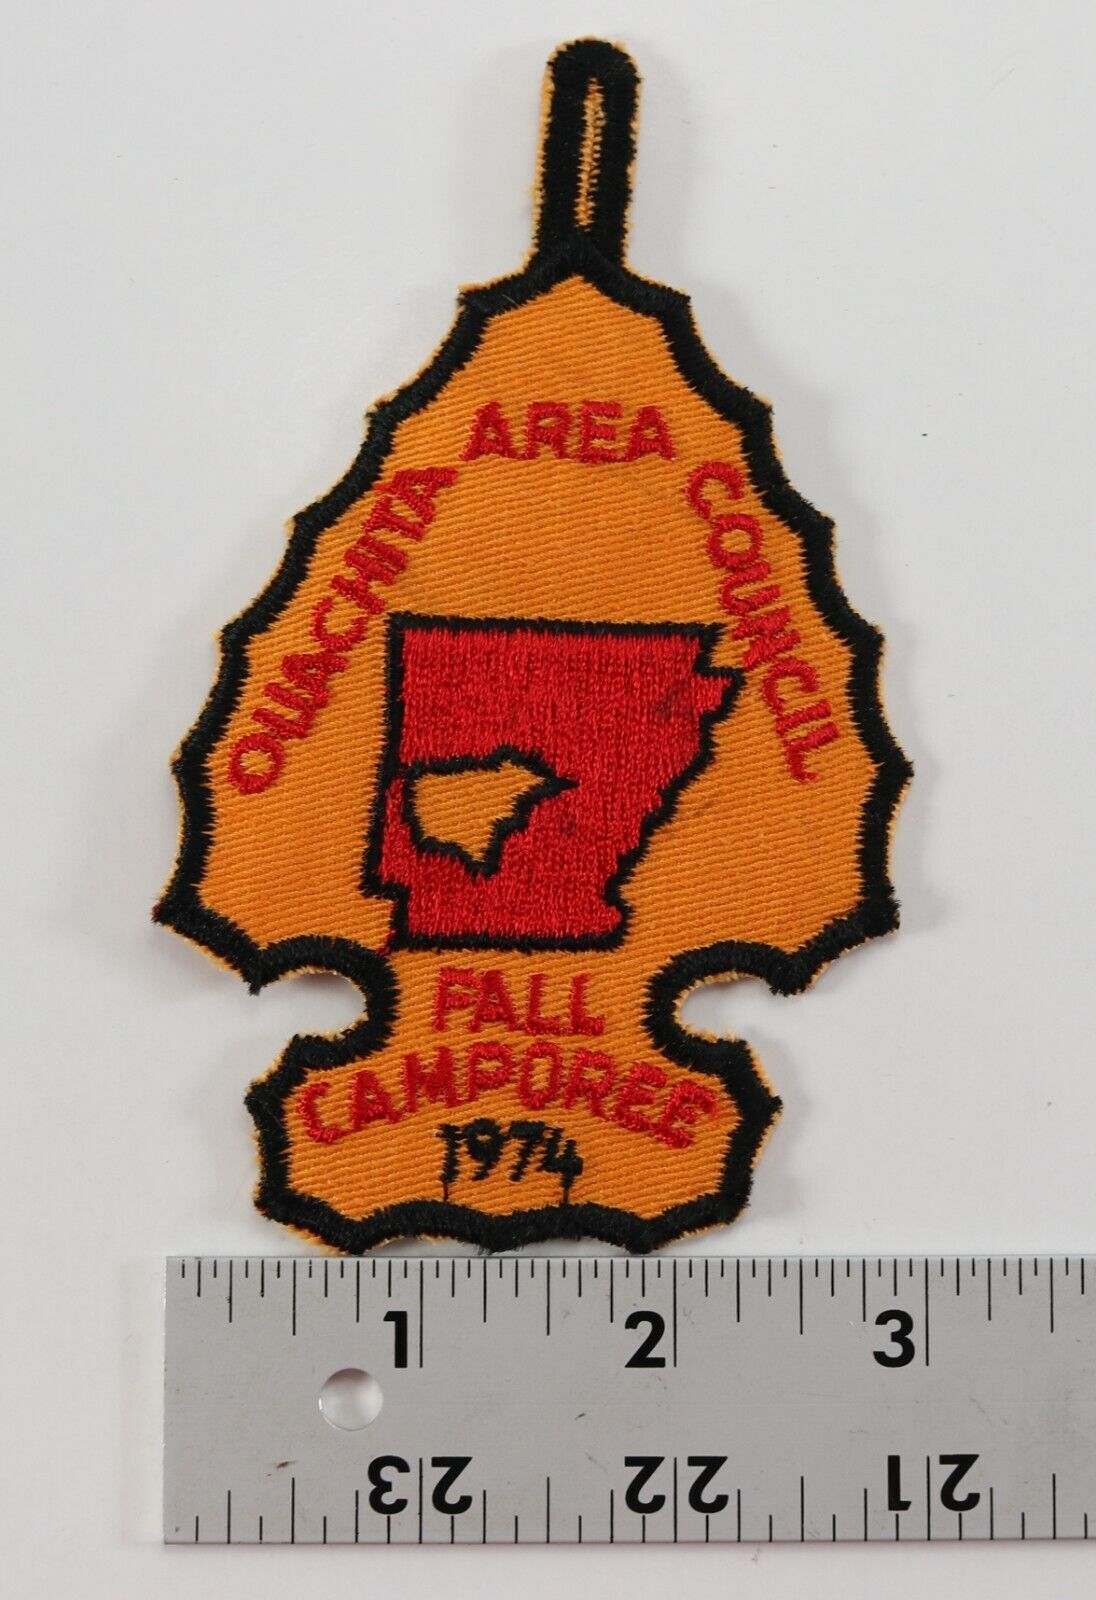 OUACHITA AREA COUNCIL
FALL
CAMPOREE
1974
1 2 3
23 22 21